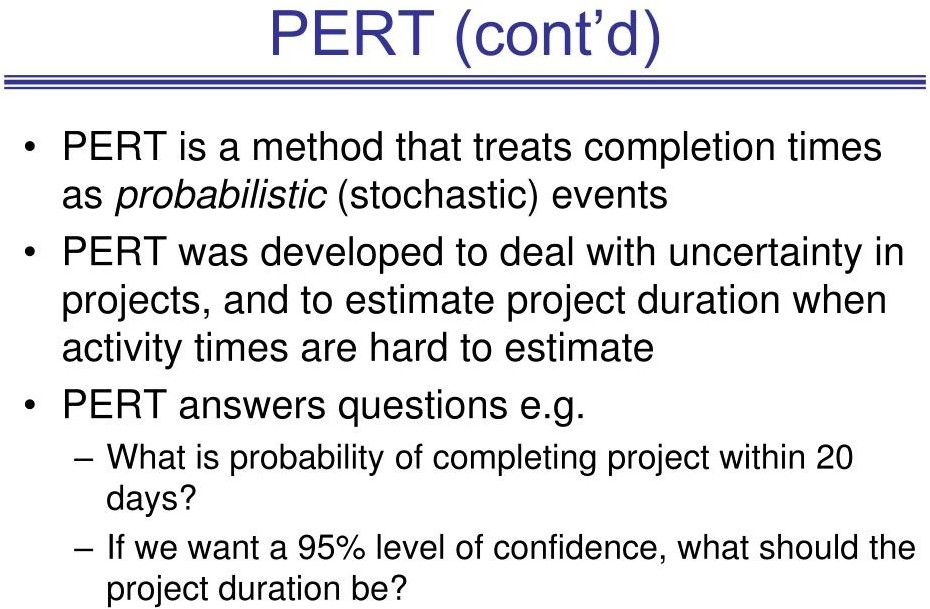 PERT (cont’d)
• PERT is a method that treats completion times
as probabilistic (stochastic) events
• PERT was developed to deal with uncertainty in
projects, and to estimate project duration when
activity times are hard to estimate
• PERT answers questions e.g.
– What is probability of completing project within 20
days?
– If we want a 95% level of confidence, what should the
project duration be?